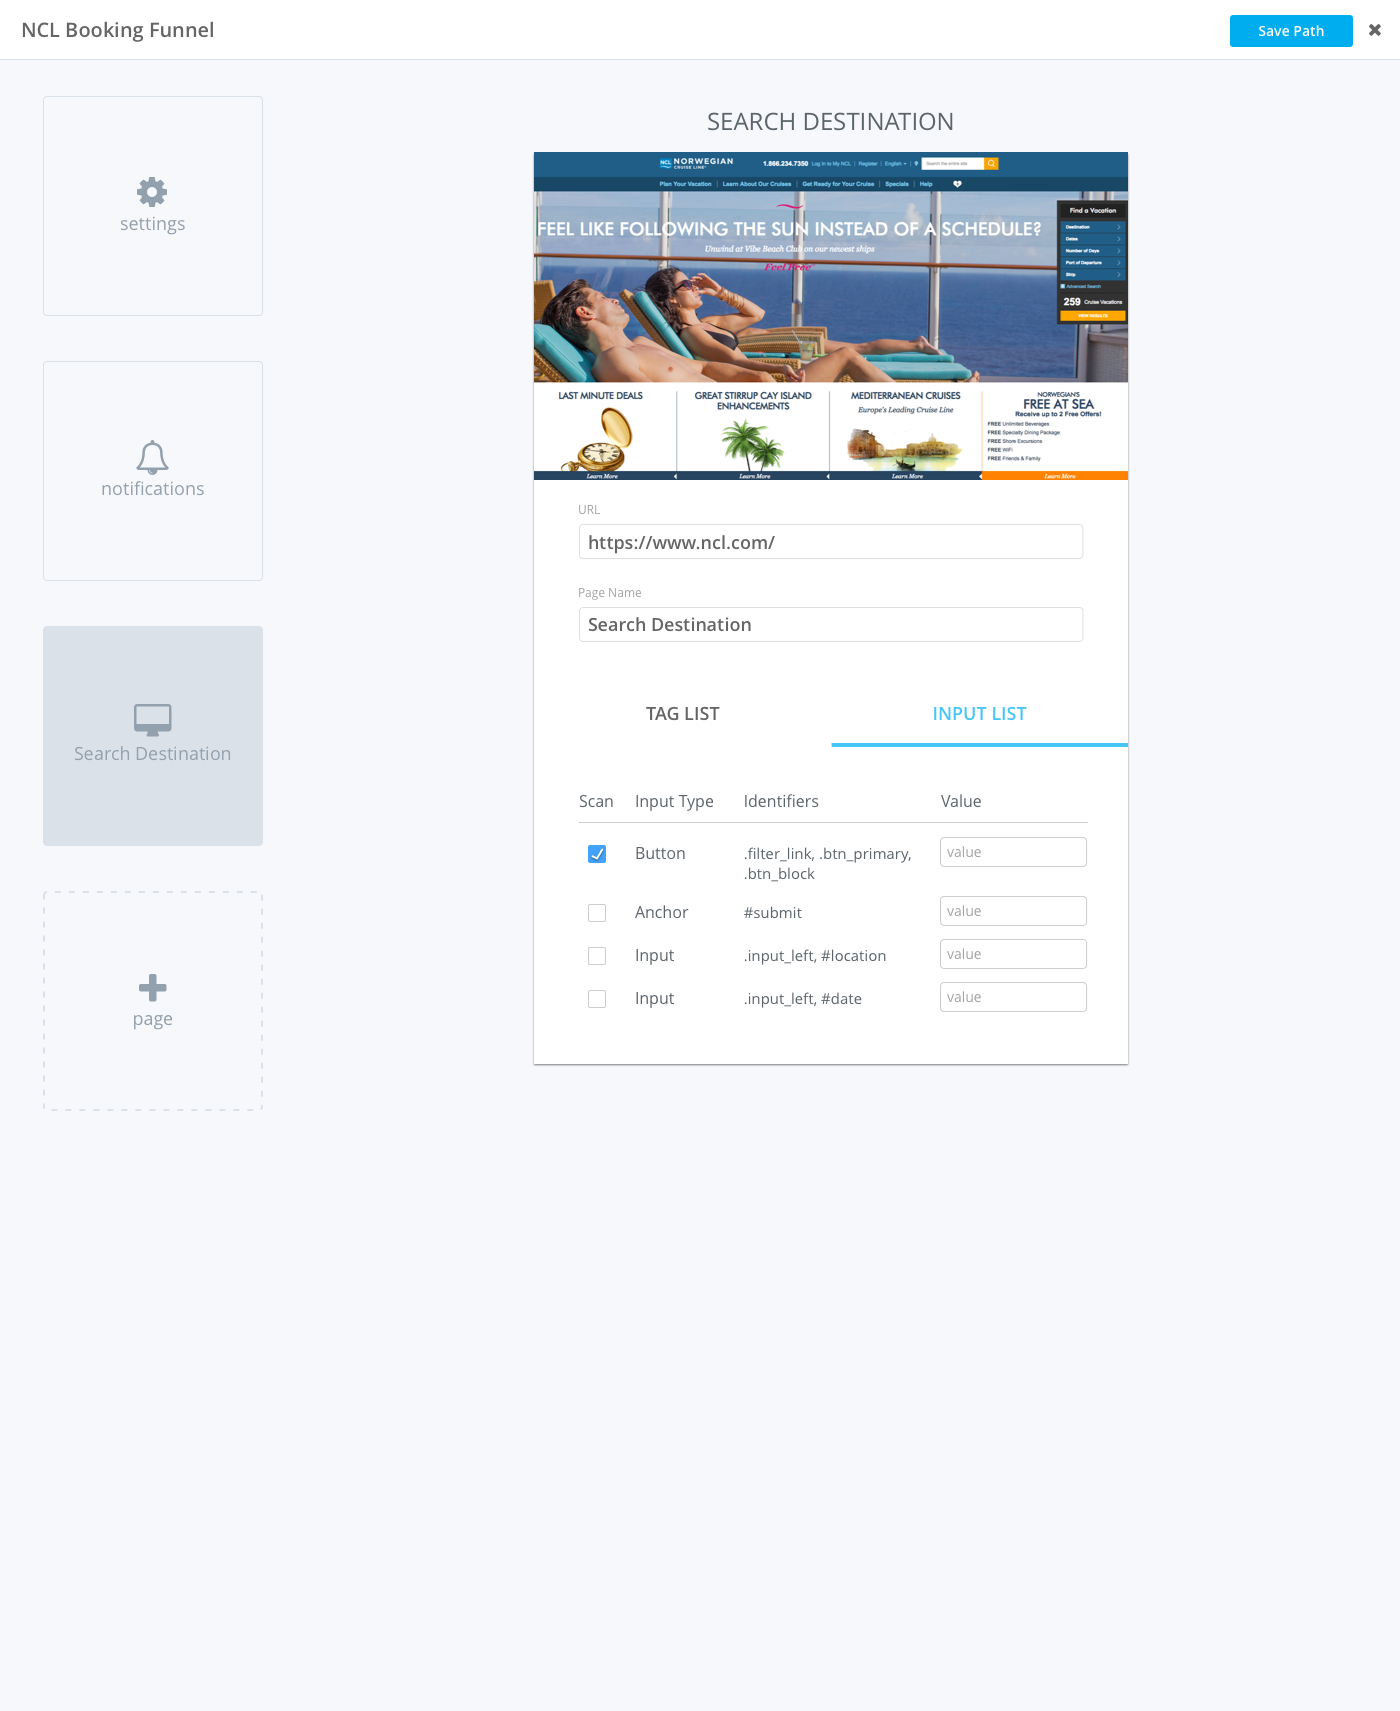 NCL Booking Funnel
Save Path
settings
notifications
Search Destination
page
SEARCH DESTINATION
NCL NORWEGIAN
CRUISE LINE
1.866.234.7350 Log In to My NCL | Register | English
Search the entire site
Plan Your Vacation | Learn About Our Cruises | Get Ready for Your Cruise | Specials | Help
FEEL LIKE FOLLOWING THE SUN INSTEAD OF A SCHEDULE?
Unwind at Vibe Beach Club on our newest ships
Feel Free
Find a Vacation
Destination
Dates
Number of Days
Port of Departure
Ship
Advanced Search
259 Cruise Vacations
VIEW RESULTS
LAST MINUTE DEALS
Learn More
GREAT STIRRUP CAY ISLAND
ENHANCEMENTS
Learn More
MEDITERRANEAN CRUISES
Europe's Leading Cruise Line
Learn More
NORWEGIAN'S
FREE AT SEA
Receive up to 2 Free Offers!
FREE Unlimited Beverages
FREE Specialty Dining Package
FREE Shore Excursions
FREE WiFi
FREE Friends & Family
Learn More
URL
https://www.ncl.com/
Page Name
Search Destination
TAG LIST
INPUT LIST
Scan Input Type Identifiers Value
Button .filter_link, .btn_primary, value
.btn_block
Anchor #submit value
Input .input_left, #location value
Input .input_left, #date value